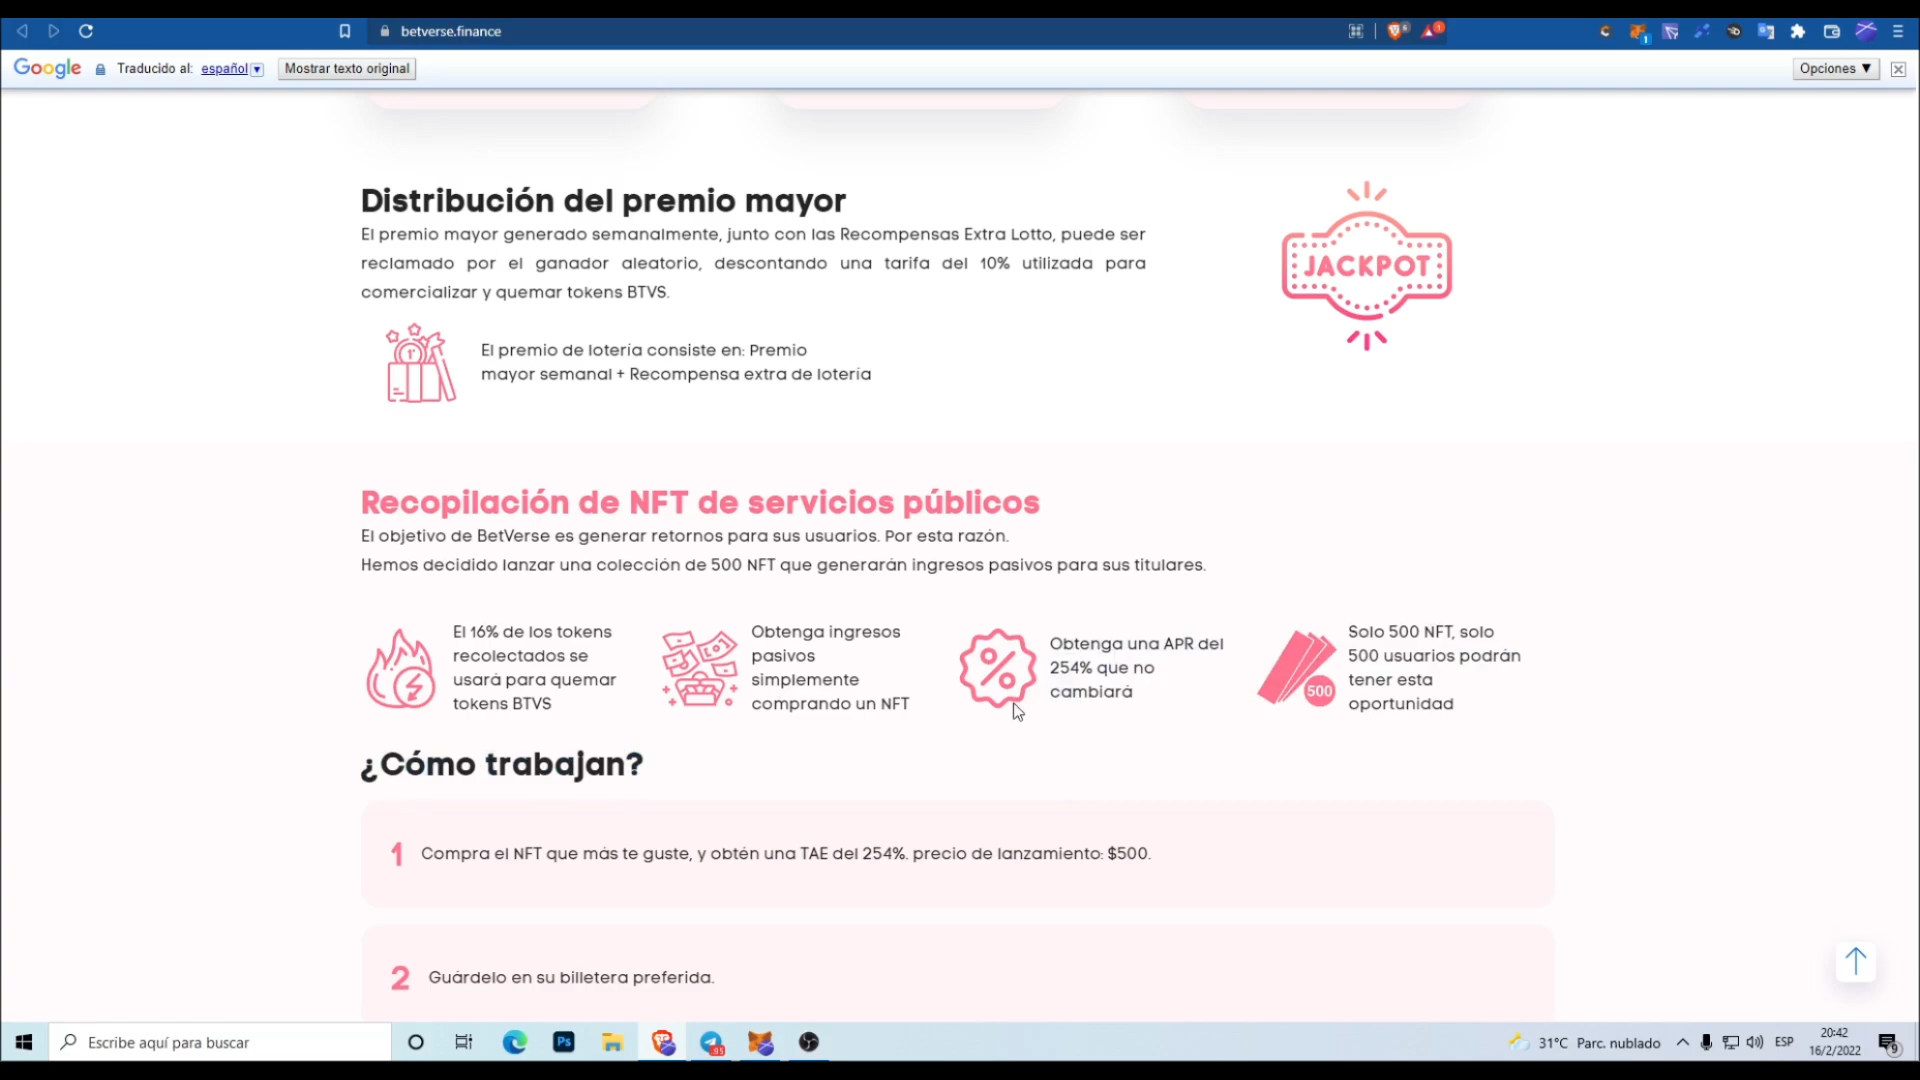 betverse.finance
6
1
1
Google
Traducido al: español
Mostrar texto original
Opciones ▼
Distribución del premio mayor
El premio mayor generado semanalmente, junto con las Recompensas Extra Lotto, puede ser
reclamado por el ganador aleatorio, descontando una tarifa del 10% utilizada para
comercializar y quemar tokens BTVS.
JACKPOT
El premio de lotería consiste en: Premio
mayor semanal + Recompensa extra de lotería
Recopilación de NFT de servicios públicos
El objetivo de BetVerse es generar retornos para sus usuarios. Por esta razón.
Hemos decidido lanzar una colección de 500 NFT que generarán ingresos pasivos para sus titulares.
El 16% de los tokens
recolectados se
usará para quemar
tokens BTVS
Obtenga ingresos
pasivos
simplemente
comprando un NFT
Obtenga una APR del
254% que no
cambiará
500
Solo 500 NFT, solo
500 usuarios podrán
tener esta
oportunidad
¿Cómo trabajan?
1 Compra el NFT que más te guste, y obtén una TAE del 254%. precio de lanzamiento: $500.
2 Guárdelo en su billetera preferida.
Escribe aquí para buscar
Ps
95
31°C Parc. nublado
ESP
20:42
16/2/2022
9